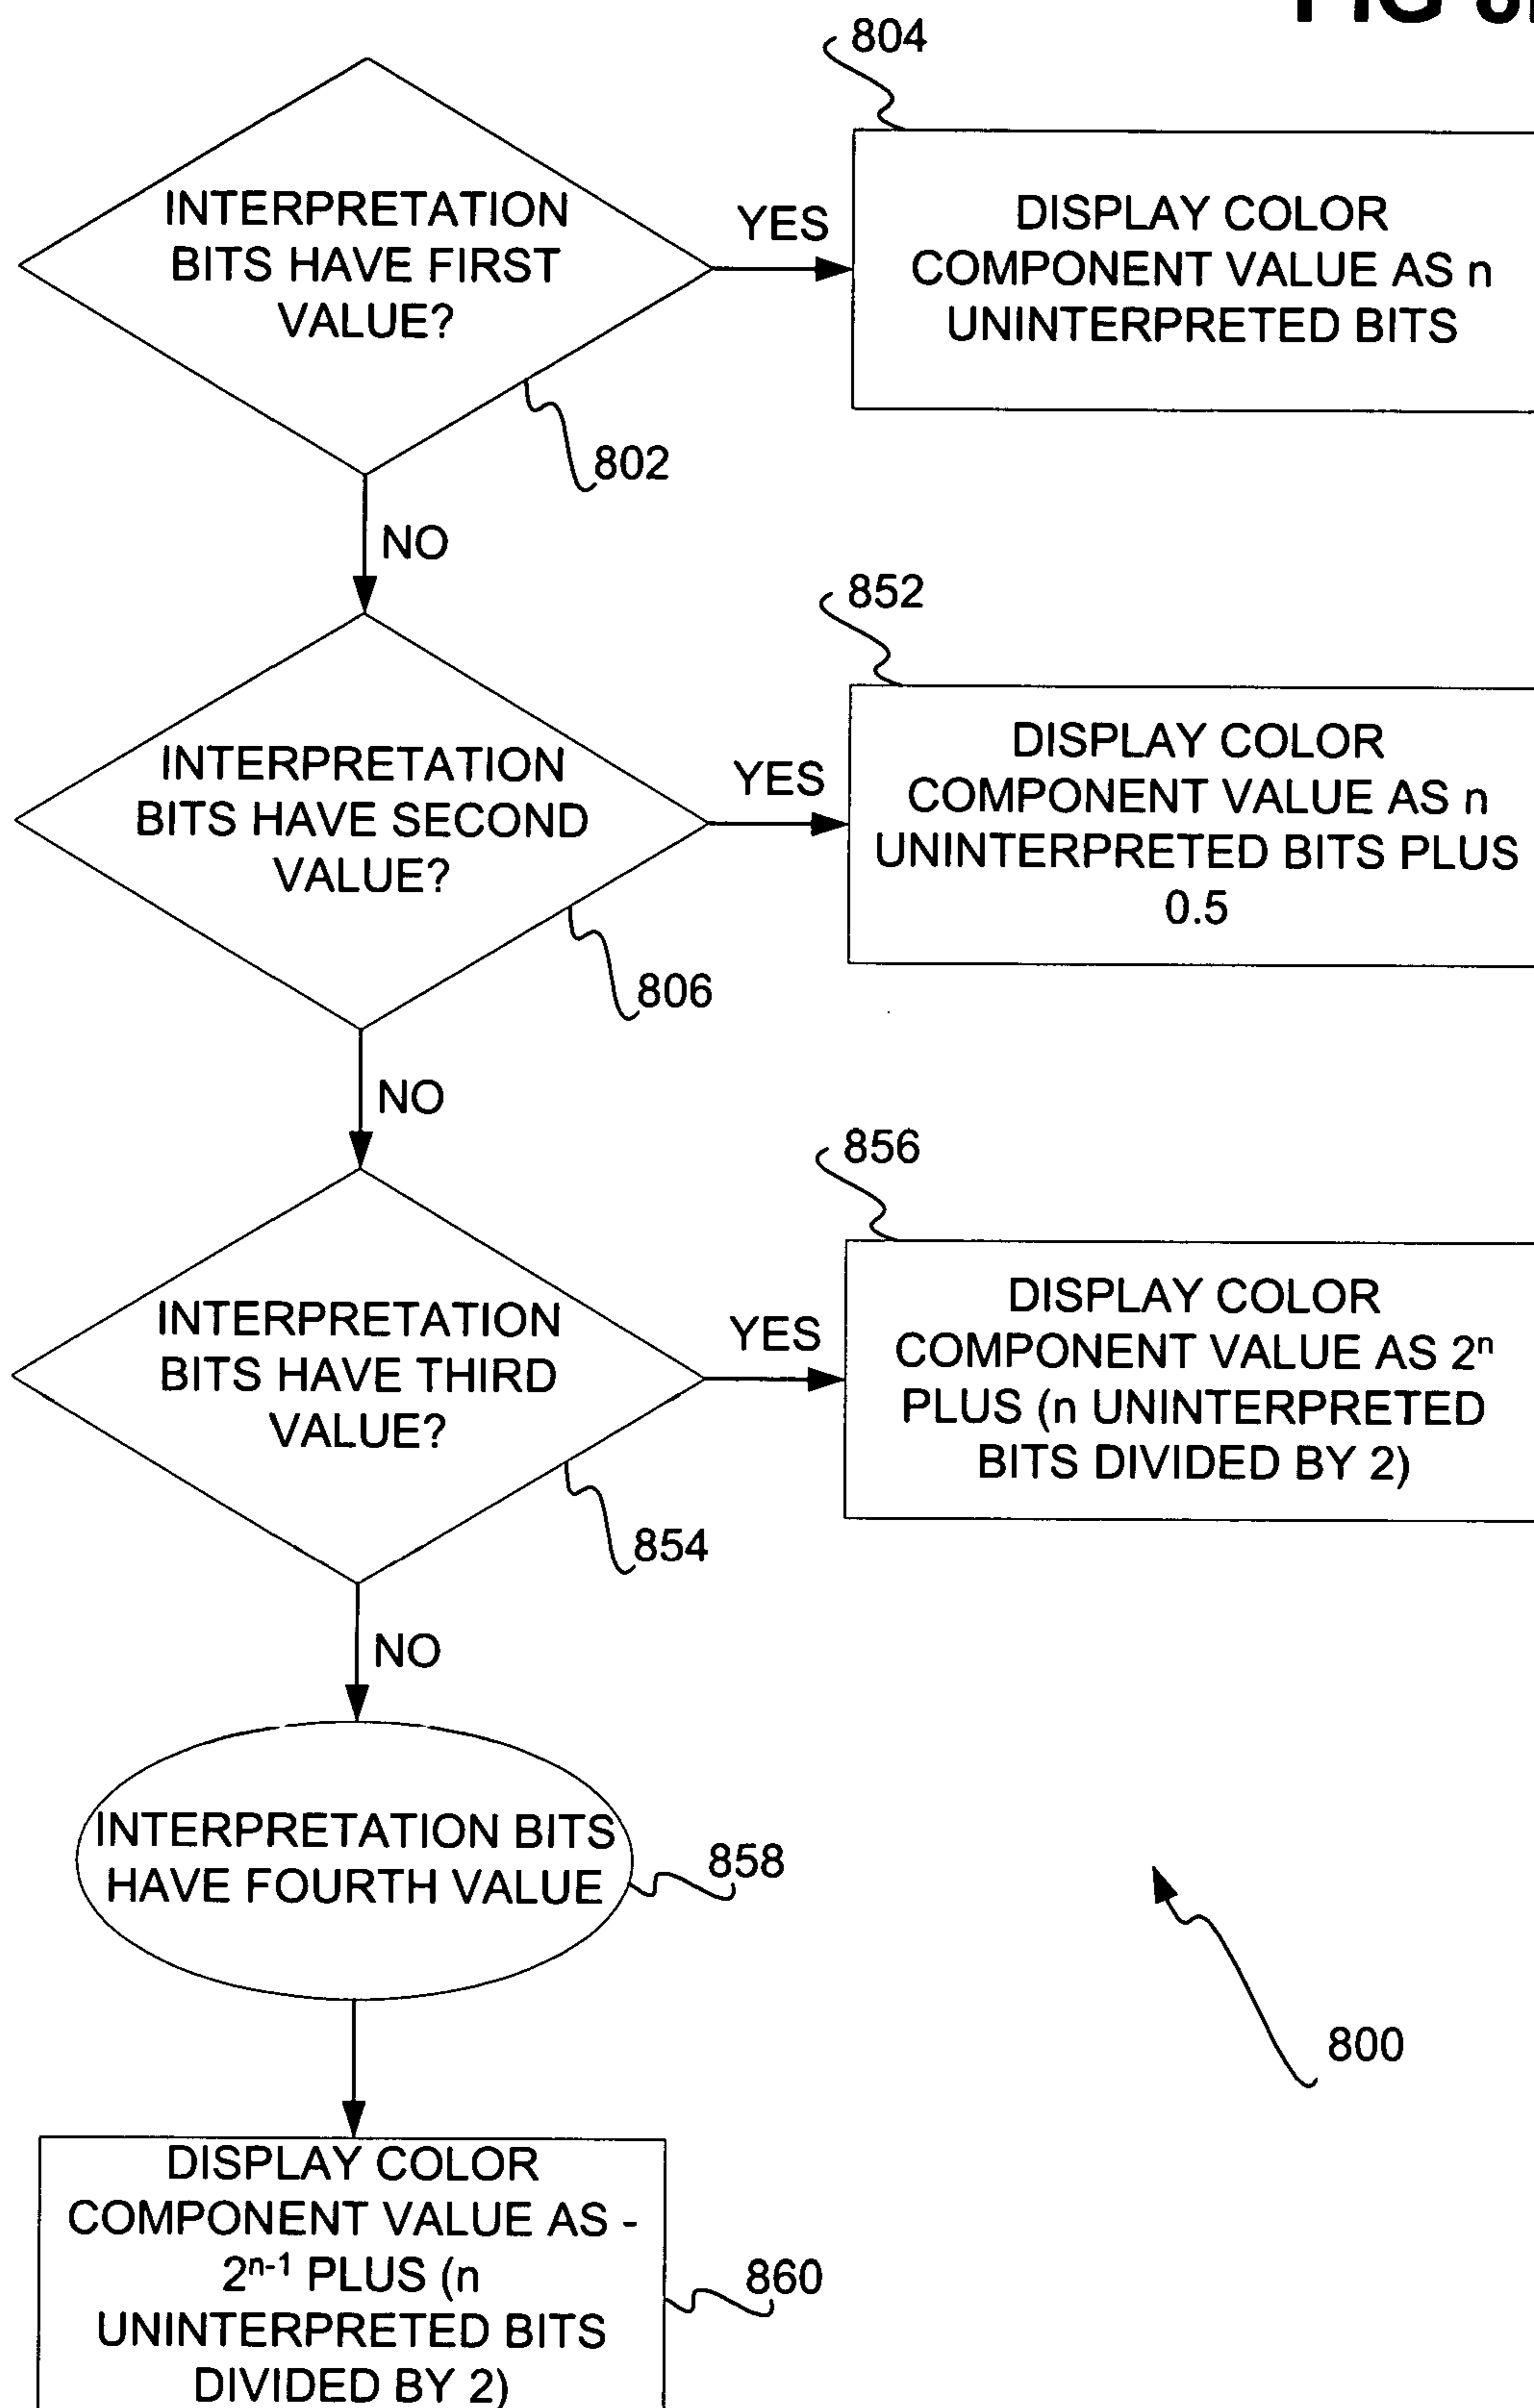 FIG
804
INTERPRETATION
BITS HAVE FIRST
VALUE?
YES
DISPLAY COLOR
COMPONENT VALUE AS n
UNINTERPRETED BITS
802
NO
852
INTERPRETATION
BITS HAVE SECOND
VALUE?
YES
DISPLAY COLOR
COMPONENT VALUE AS n
UNINTERPRETED BITS PLUS
0.5
806
NO
856
INTERPRETATION
BITS HAVE THIRD
VALUE?
YES
DISPLAY COLOR
COMPONENT VALUE AS 2ⁿ
PLUS (n UNINTERPRETED
BITS DIVIDED BY 2)
854
NO
INTERPRETATION BITS
HAVE FOURTH VALUE
858
800
DISPLAY COLOR
COMPONENT VALUE AS -
2ⁿ⁻¹ PLUS (n
UNINTERPRETED BITS
DIVIDED BY 2)
860